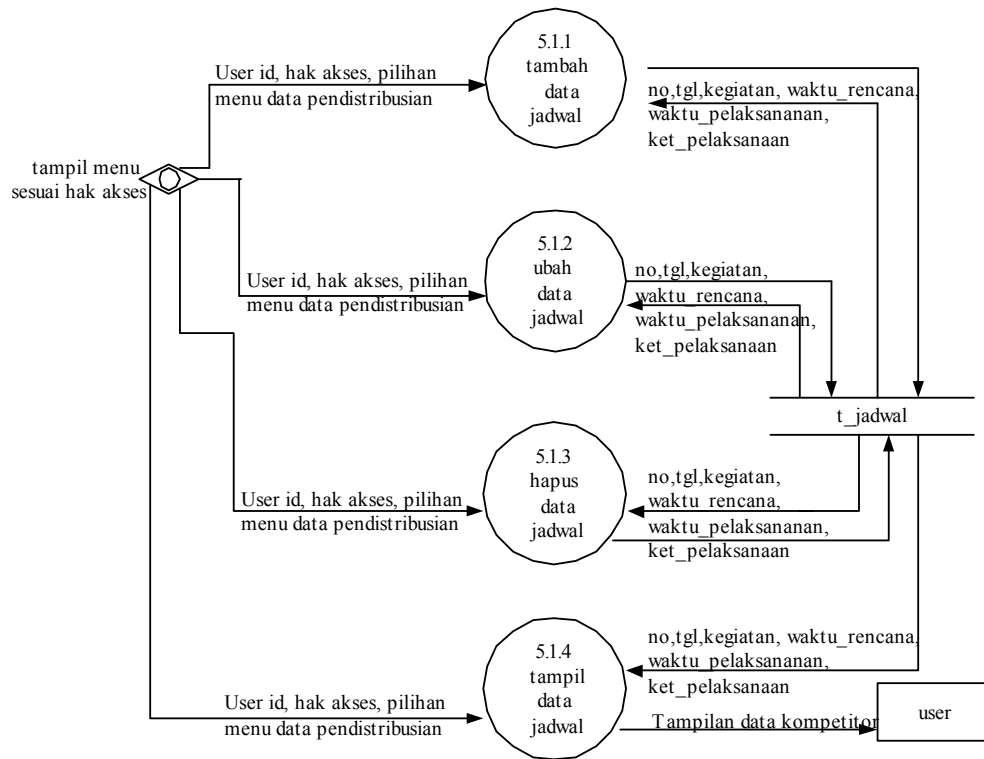 5.1.1
tambah
data
jadwal
User id, hak akses, pilihan
menu data pendistribusian
no,tgl,kegiatan, waktu_rencana,
waktu_pelaksananan,
ket_pelaksanaan
tampil menu
sesuai hak akses
5.1.2
ubah
data
jadwal
User id, hak akses, pilihan
menu data pendistribusian
no,tgl,kegiatan,
waktu_rencana,
waktu_pelaksananan,
ket_pelaksanaan
t_jadwal
5.1.3
hapus
data
jadwal
User id, hak akses, pilihan
menu data pendistribusian
no,tgl,kegiatan,
waktu_rencana,
waktu_pelaksananan,
ket_pelaksanaan
5.1.4
tampil
data
jadwal
User id, hak akses, pilihan
menu data pendistribusian
no,tgl,kegiatan, waktu_rencana,
waktu_pelaksananan,
ket_pelaksanaan
Tampilan data kompetitor
user